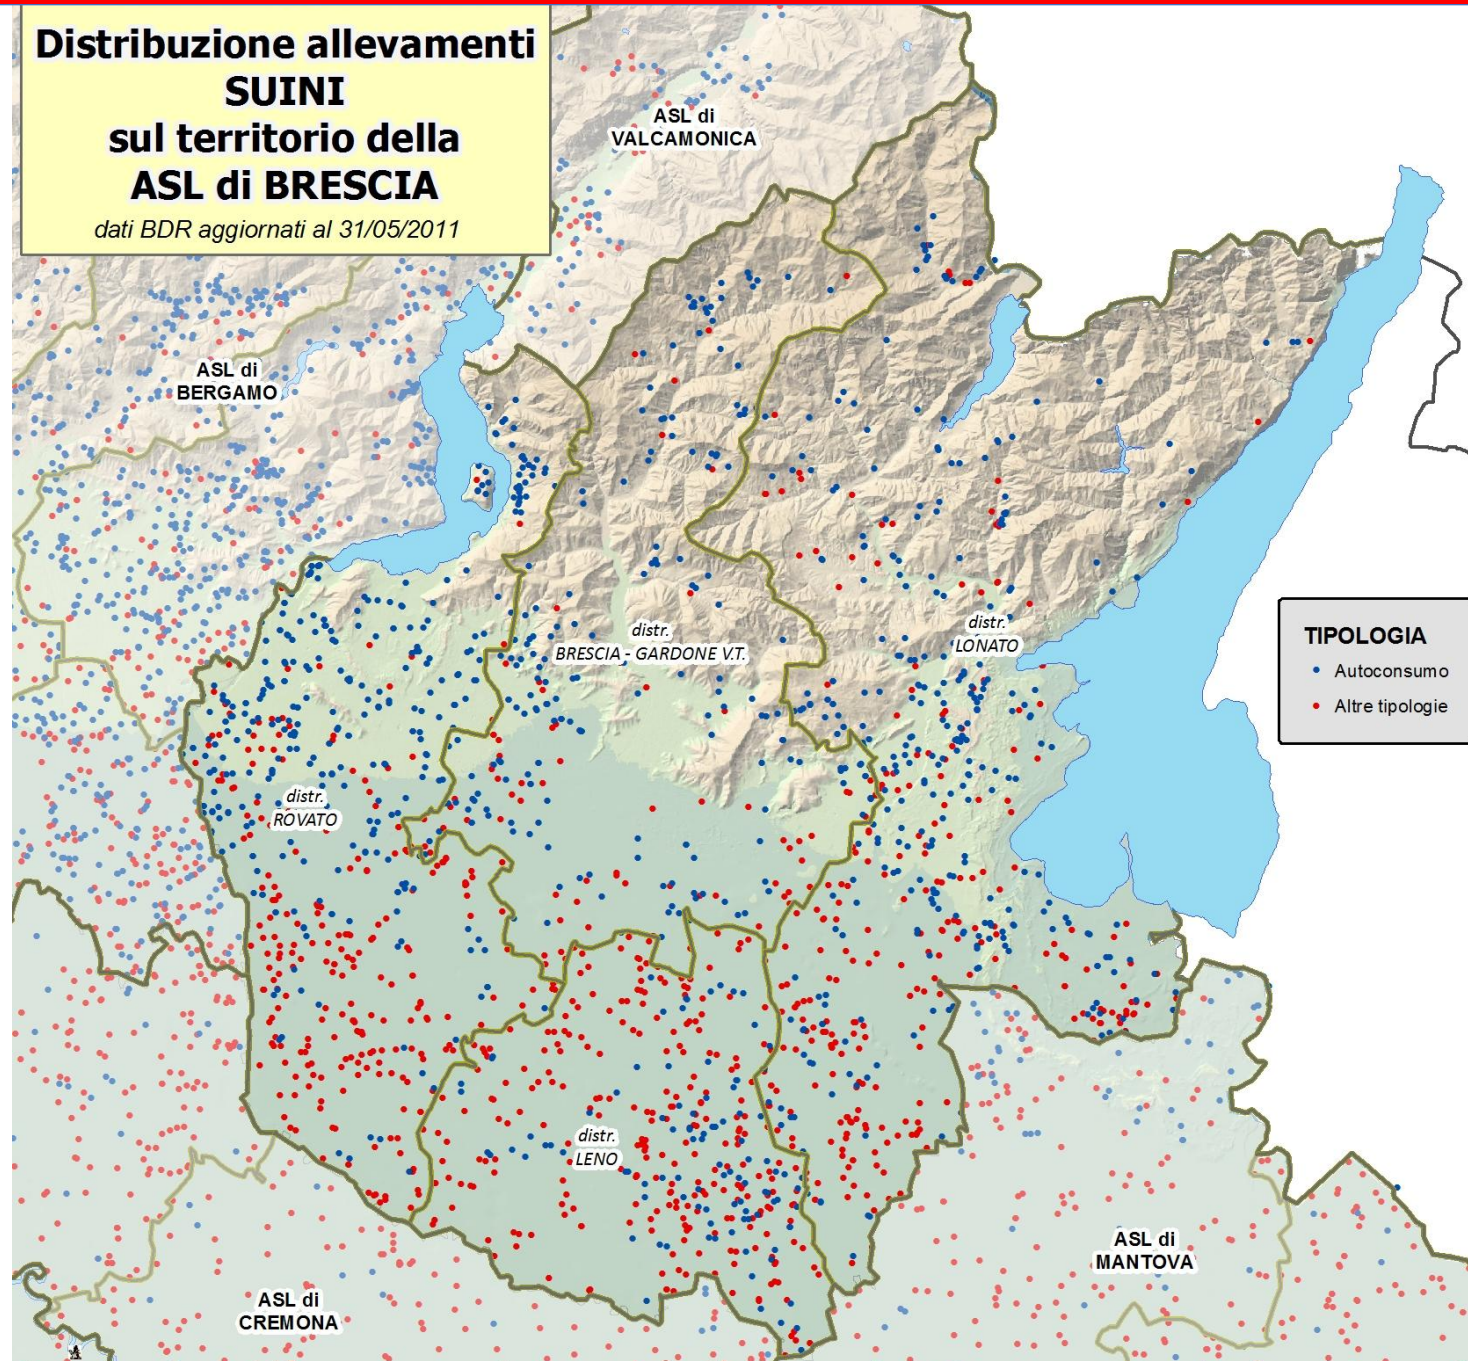 Distribuzione allevamenti
SUINI
sul territorio della
ASL di BRESCIA
dati BDR aggiornati al 31/05/2011
ASL di
VALCAMONICA
ASL di
BERGAMO
distr.
BRESCIA - GARDONE V.T.
distr.
LONATO
TIPOLOGIA
Autoconsumo
Altre tipologie
distr.
ROVATO
distr.
LENO
ASL di
MANTOVA
ASL di
CREMONA